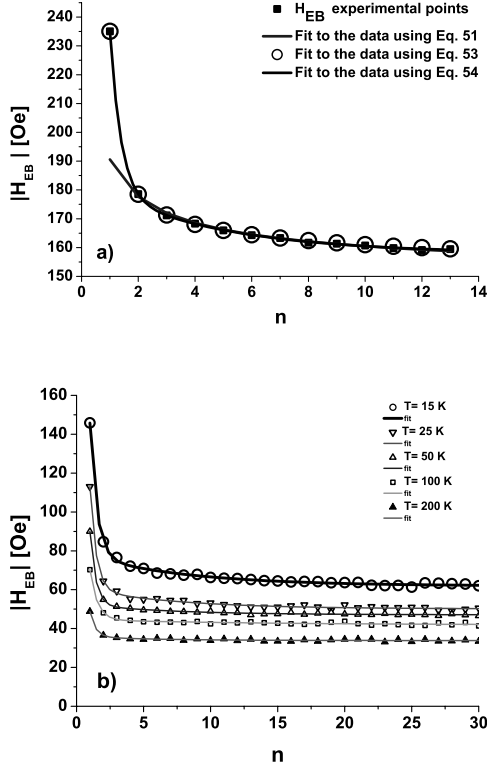 H_EB experimental points
Fit to the data using Eq. 51
Fit to the data using Eq. 53
Fit to the data using Eq. 54
|H_EB| [Oe]
240
230
220
210
200
190
180
170
160
150
a)
0 2 4 6 8 10 12 14
n
T= 15 K
fit
T= 25 K
fit
T= 50 K
fit
T= 100 K
fit
T= 200 K
fit
|H_EB| [Oe]
160
140
120
100
80
60
40
20
0
b)
0 5 10 15 20 25 30
n